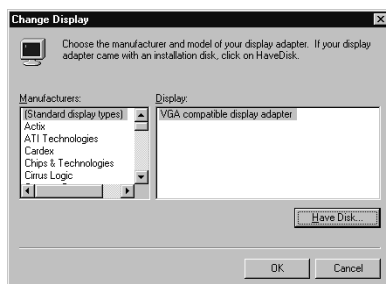 Change Display
Choose the manufacturer and model of your display adapter. If your display
adapter came with an installation disk, click on HaveDisk.
Manufacturers:
(Standard display types)
Actix
ATI Technologies
Cardex
Chips & Technologies
Cirrus Logic
Display:
VGA compatible display adapter
Have Disk...
OK
Cancel